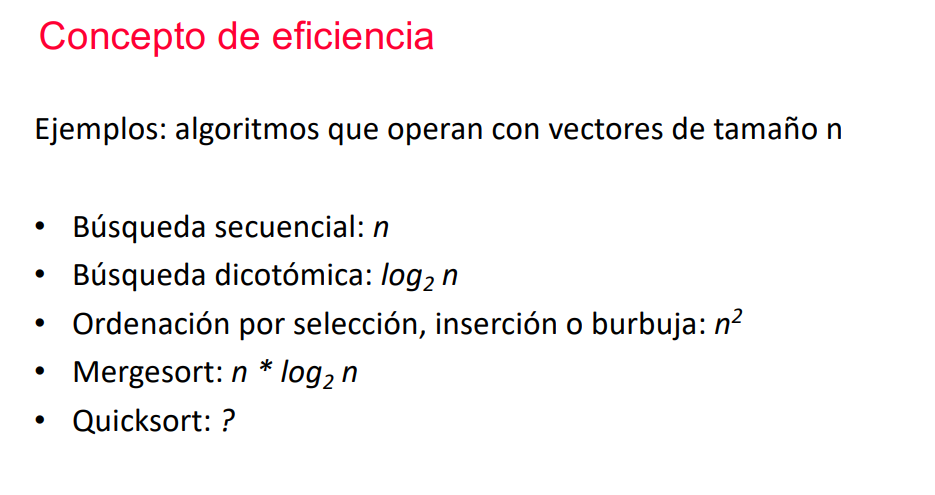 Concepto de eficiencia
Ejemplos: algoritmos que operan con vectores de tamaño n
• Búsqueda secuencial: n
• Búsqueda dicotómica: log₂ n
• Ordenación por selección, inserción o burbuja: n²
• Mergesort: n * log₂ n
• Quicksort: ?